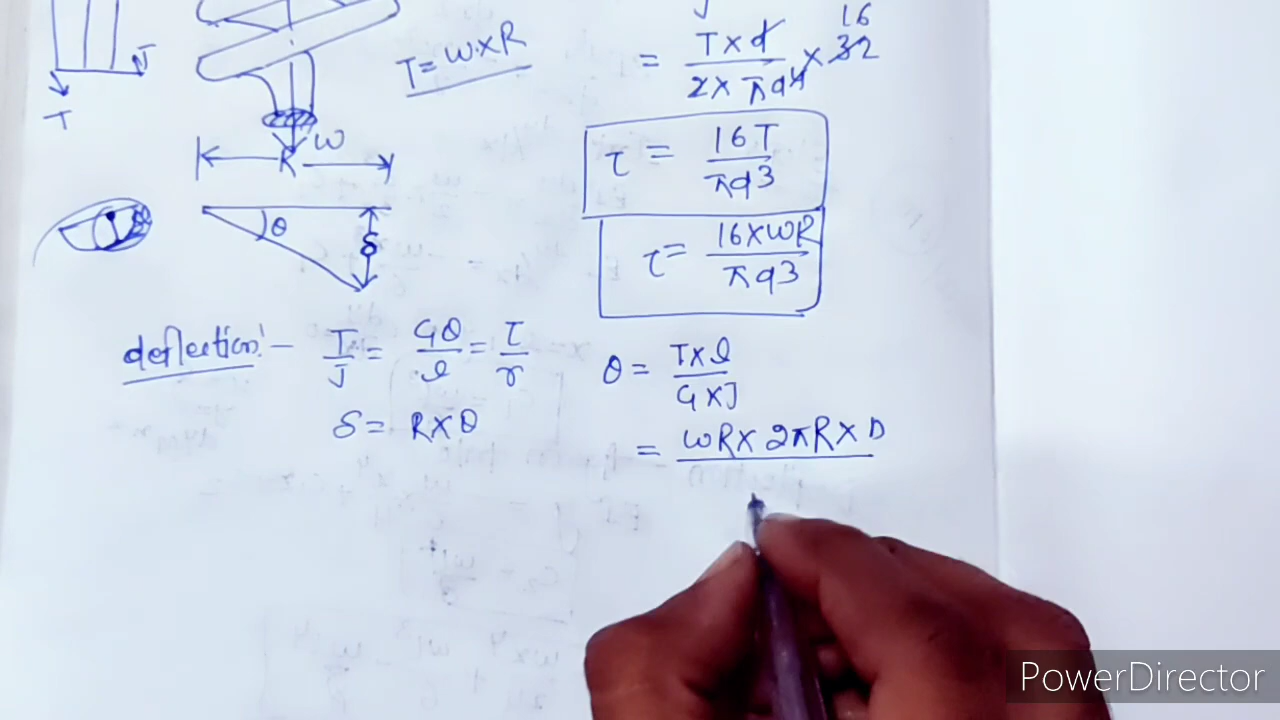 T = W×R
N
T
R W
θ δ
J
= T×d / 2×πd4 × 32 16
τ = 16T / πd3
τ = 16×WR / πd3
deflection:- T/J = Gθ/l = τ/r
δ = R×θ
θ = T×l / G×J
= WR× 2πR×n
PowerDirector